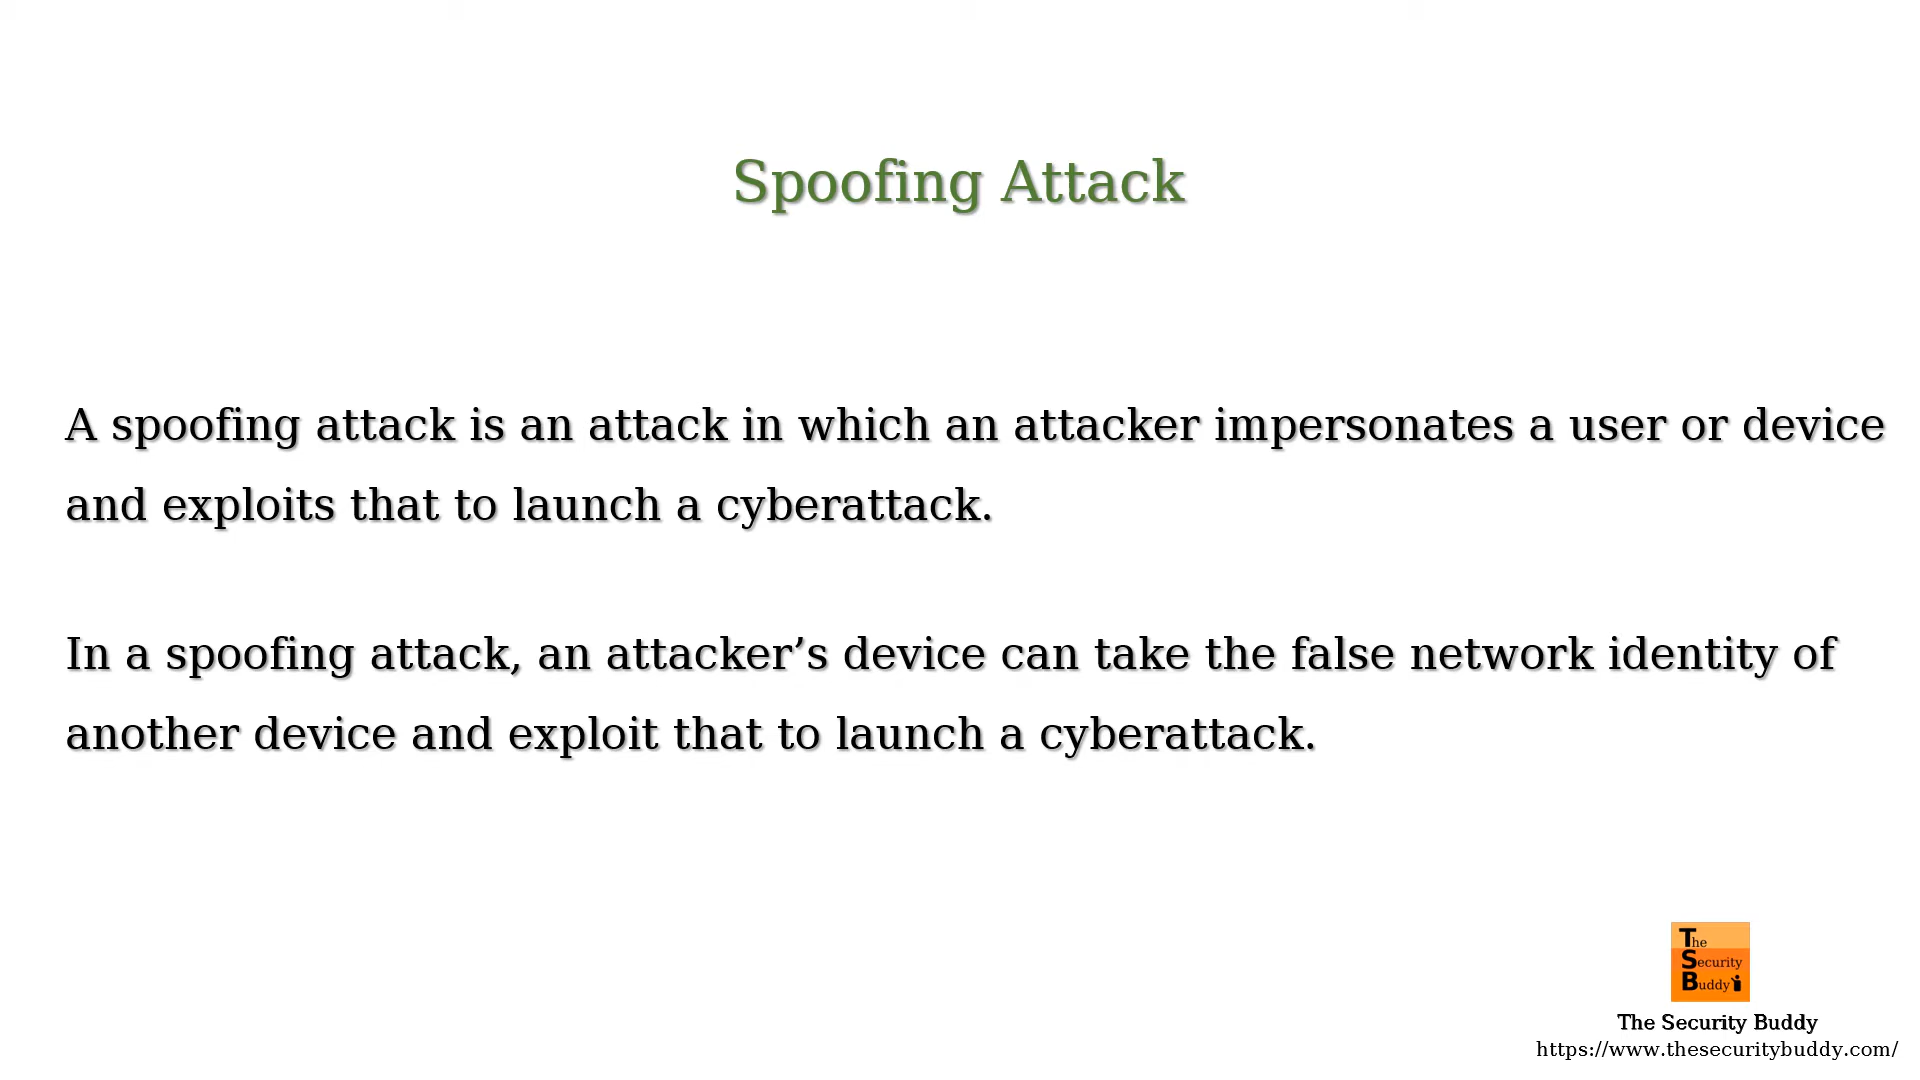 Spoofing Attack
A spoofing attack is an attack in which an attacker impersonates a user or device
and exploits that to launch a cyberattack.
In a spoofing attack, an attacker’s device can take the false network identity of
another device and exploit that to launch a cyberattack.
The
Security
Buddy
The Security Buddy
https://www.thesecuritybuddy.com/